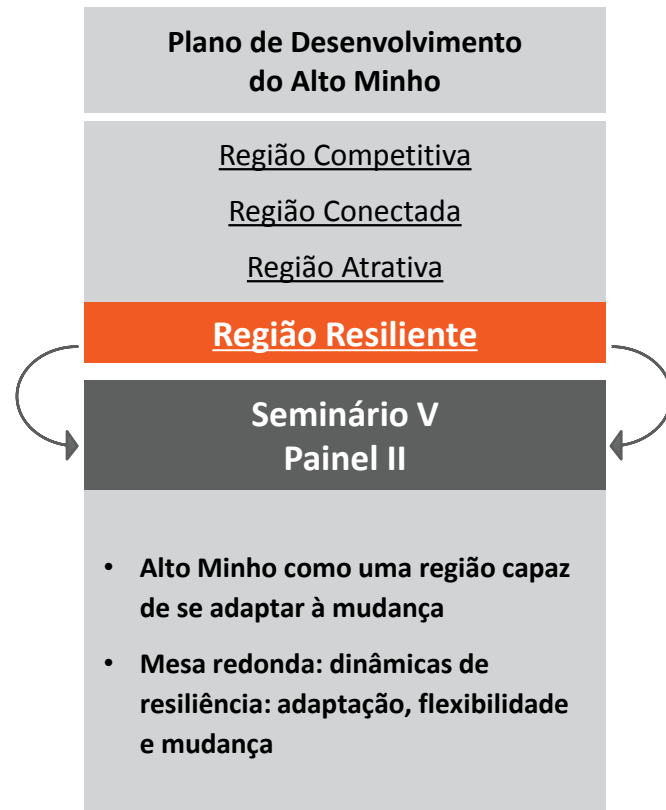 Plano de Desenvolvimento
do Alto Minho
Região Competitiva
Região Conectada
Região Atrativa
Região Resiliente
Seminário V
Painel II
• Alto Minho como uma região capaz
de se adaptar à mudança
• Mesa redonda: dinâmicas de
resiliência: adaptação, flexibilidade
e mudança